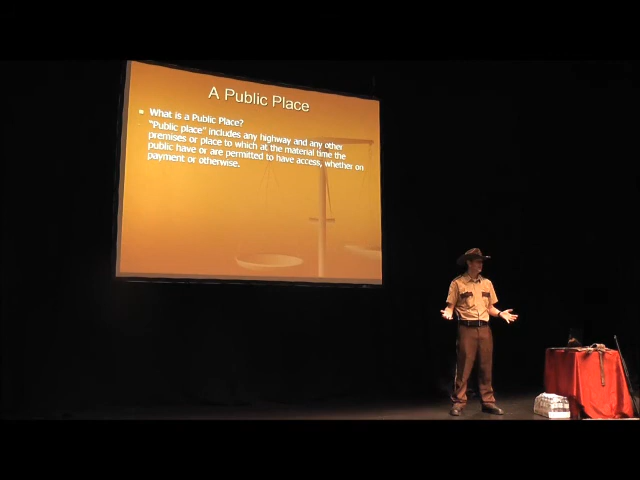 A Public Place
What is a Public Place?
"Public place" includes any highway and any other
premises or place to which at the material time the
public have or are permitted to have access, whether on
payment or otherwise.